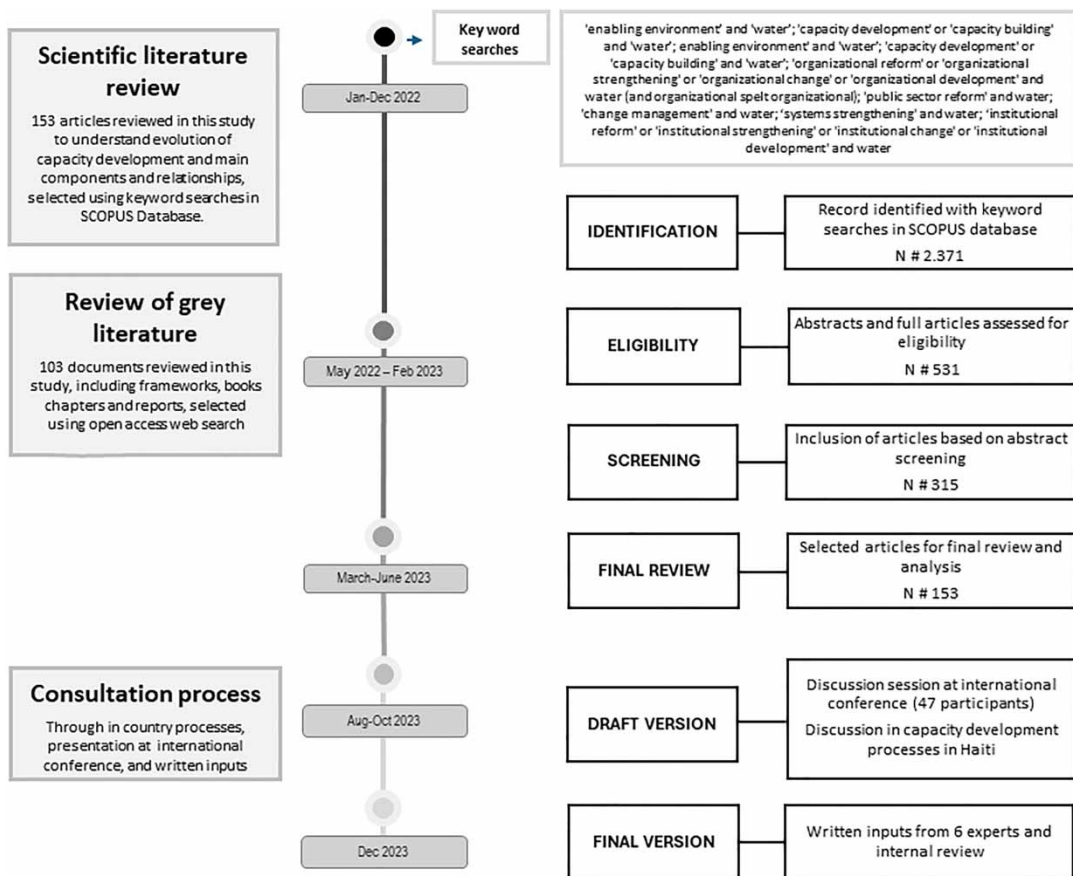 Scientific literature
review
153 articles reviewed in this study
to understand evolution of
capacity development and main
components and relationships,
selected using keyword searches in
SCOPUS Database.
Review of grey
literature
103 documents reviewed in this
study, including frameworks, books
chapters and reports, selected
using open access web search
Consultation process
Through in country processes,
presentation at international
conference, and written inputs
Key word
searches
Jan-Dec 2022
May 2022 – Feb 2023
March-June 2023
Aug-Oct 2023
Dec 2023
'enabling environment' and 'water'; 'capacity development' or 'capacity building'
and 'water'; enabling environment' and 'water'; 'capacity development' or
'capacity building' and 'water'; 'organizational reform' or 'organizational
strengthening' or 'organizational change' or 'organizational development' and
water (and organizational spelt organizational); 'public sector reform' and water;
'change management' and water; 'systems strengthening' and water; 'institutional
reform' or 'institutional strengthening' or 'institutional change' or 'institutional
development' and water
IDENTIFICATION
Record identified with keyword
searches in SCOPUS database
N # 2.371
ELIGIBILITY
Abstracts and full articles assessed for
eligibility
N # 531
SCREENING
Inclusion of articles based on abstract
screening
N # 315
FINAL REVIEW
Selected articles for final review and
analysis
N # 153
DRAFT VERSION
Discussion session at international
conference (47 participants)
Discussion in capacity development
processes in Haiti
FINAL VERSION
Written inputs from 6 experts and
internal review